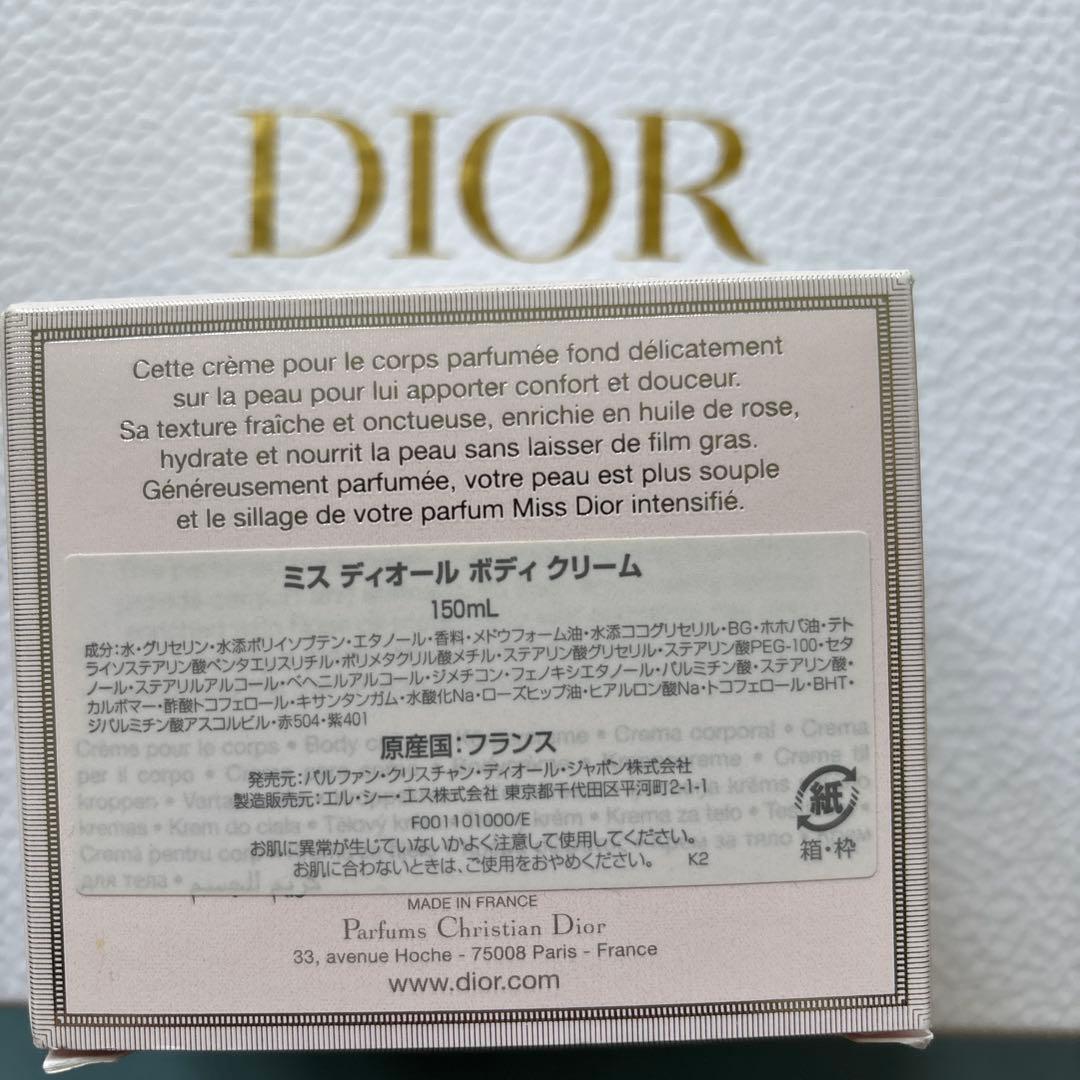 DIOR
Cette crème pour le corps parfumée fond délicatement
sur la peau pour lui apporter confort et douceur.
Sa texture fraîche et onctueuse, enrichie en huile de rose,
hydrate et nourrit la peau sans laisser de film gras.
Généreusement parfumée, votre peau est plus souple
et le sillage de votre parfum Miss Dior intensifié.
ミス ディオール ボディ クリーム
150mL
成分:水・グリセリン・水添ポリイソブテン・エタノール・香料・メドウフォーム油・水添ココグリセリル・BG・ホホバ油・テト
ライソステアリン酸ペンタエリスリチル・ポリメタクリル酸メチル・ステアリン酸グリセリル・ステアリン酸PEG-100・セタ
ノール・ステアリルアルコール・ベヘニルアルコール・ジメチコン・フェノキシエタノール・パルミチン酸・ステアリン酸・
カルボマー・酢酸トコフェロール・キサンタンガム・水酸化Na・ローズヒップ油・ヒアルロン酸Na・トコフェロール・BHT・
ジパルミチン酸アスコルビル・赤504・紫401
Crème pour le corps • Body • Crema corporal • Crema
per il corpo
原産国:フランス
発売元:パルファン・クリスチャン・ディオール・ジャポン株式会社
kroppen
製造販売元:エル・シー・エス株式会社 東京都千代田区平河町2-1-1
kremas • Krem do ciała
F001101000/E
お肌に異常が生じていないかよく注意して使用してください。
Cremă pentru
お肌に合わないときは、ご使用をおやめください。 K2
для тела • كريم للجسم
紙
箱・枠
MADE IN FRANCE
Parfums Christian Dior
33, avenue Hoche - 75008 Paris - France
www.dior.com